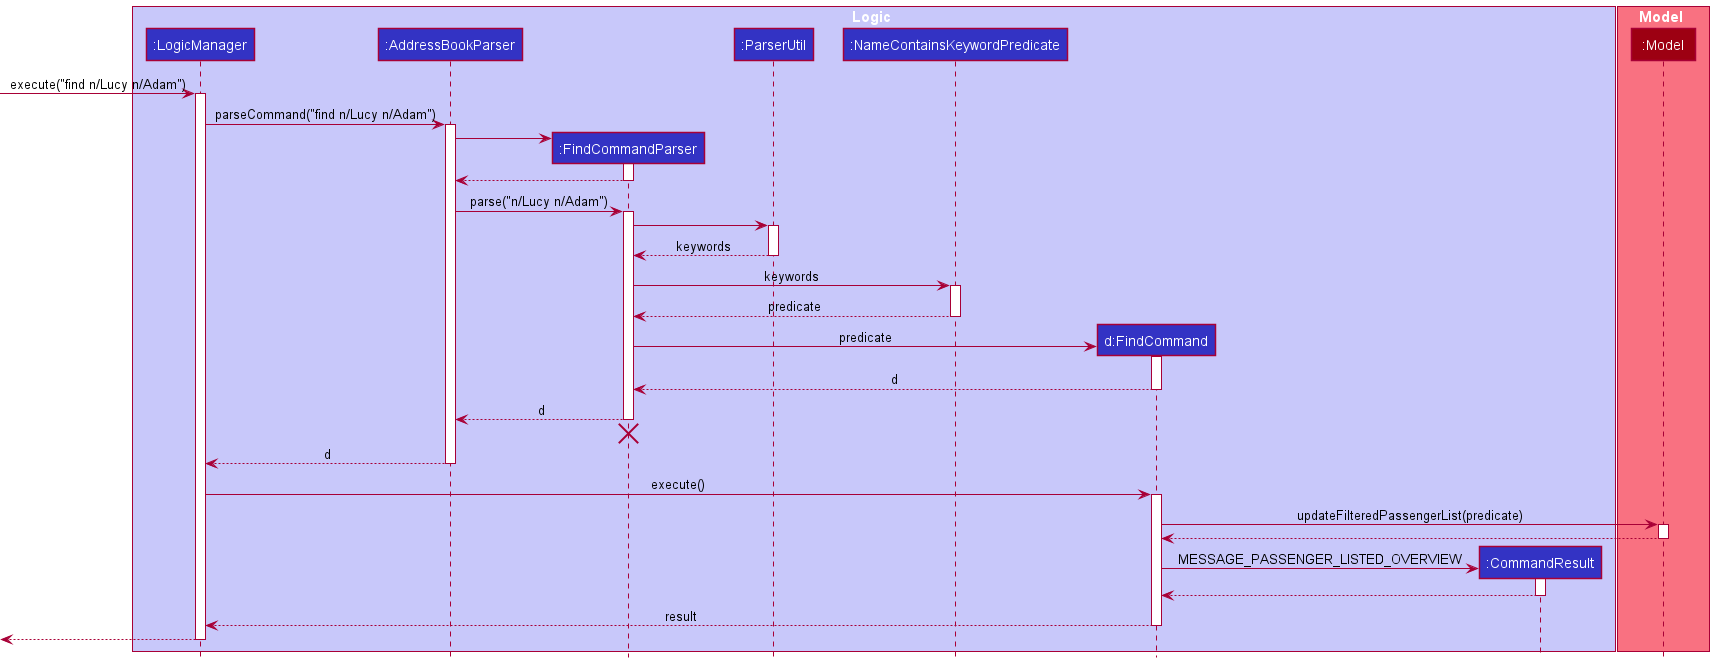 Logic
Model
:LogicManager
:AddressBookParser
:ParserUtil
:NameContainsKeywordPredicate
:Model
execute("find n/Lucy n/Adam")
parseCommand("find n/Lucy n/Adam")
:FindCommandParser
parse("n/Lucy n/Adam")
keywords
keywords
predicate
predicate
d:FindCommand
d
d
d
execute()
updateFilteredPassengerList(predicate)
MESSAGE_PASSENGER_LISTED_OVERVIEW
:CommandResult
result